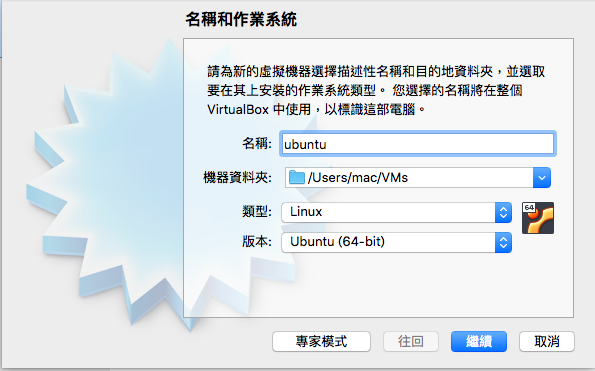 名稱和作業系統
請為新的虛擬機器選擇描述性名稱和目的地資料夾，並選取
要在其上安裝的作業系統類型。 您選擇的名稱將在整個
VirtualBox 中使用，以標識這部電腦。
名稱: ubuntu
機器資料夾: /Users/mac/VMs
類型: Linux
64
版本: Ubuntu (64-bit)
專家模式 往回 繼續 取消